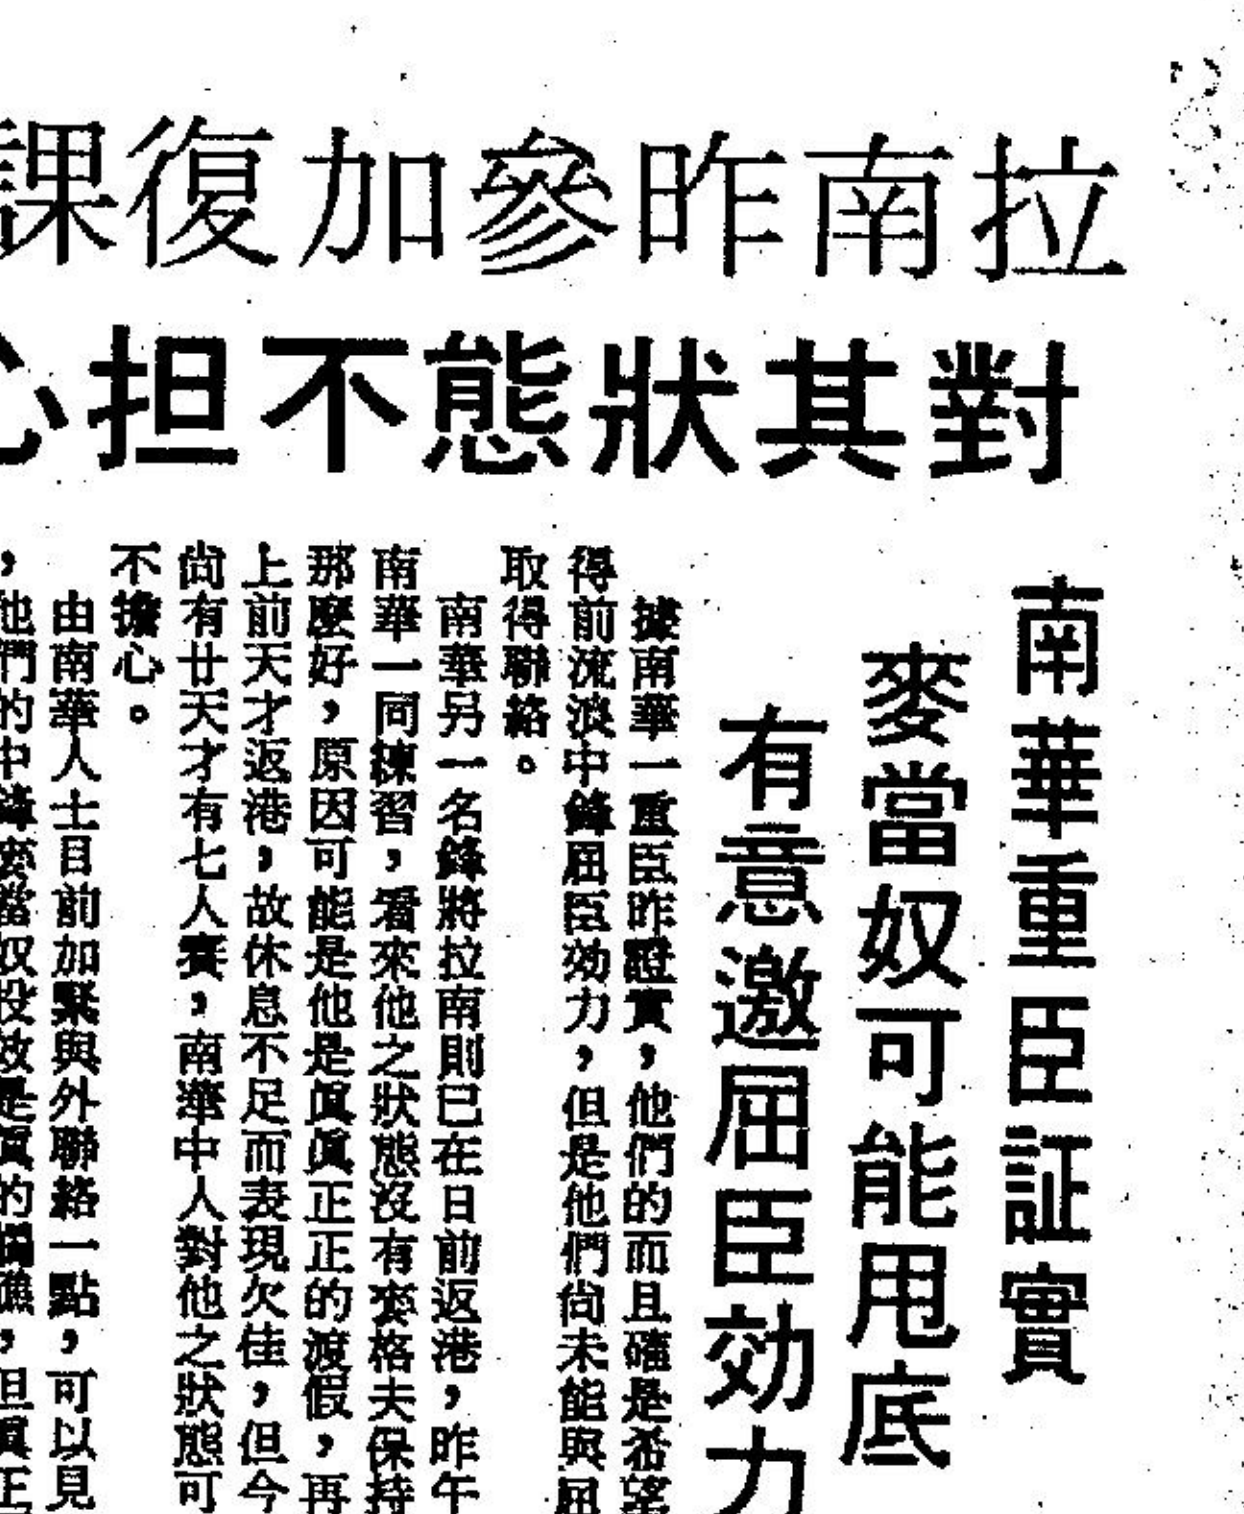 拉南昨參加復課
對其狀態不担心
南華重臣証實
麥當奴可能甩底
有意邀屈臣効力
據南華一重臣昨證實，他們的而且確是希望
得前流浪中鋒屈臣効力，但是他們尚未能與屈
取得聯絡。
南華另一名鋒將拉南則已在日前返港，昨午
南華一同練習，看來他之狀態沒有麥格夫保持
那麼好，原因可能是他是眞眞正正的渡假，再
上前天才返港，故休息不足而表現欠佳，但今
尚有廿天才有七人賽，南華中人對他之狀態可
不擔心。
由南華人士目前加緊與外聯絡一點，可以見
，他們的中鋒麥當奴投效是眞的觸礁，但眞正